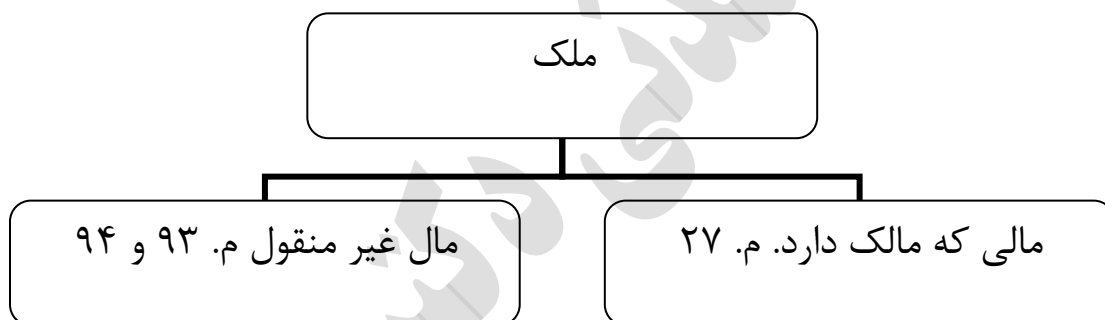 ملک
مالی که مالک دارد. م. ۲۷
مال غیر منقول م. ۹۳ و ۹۴